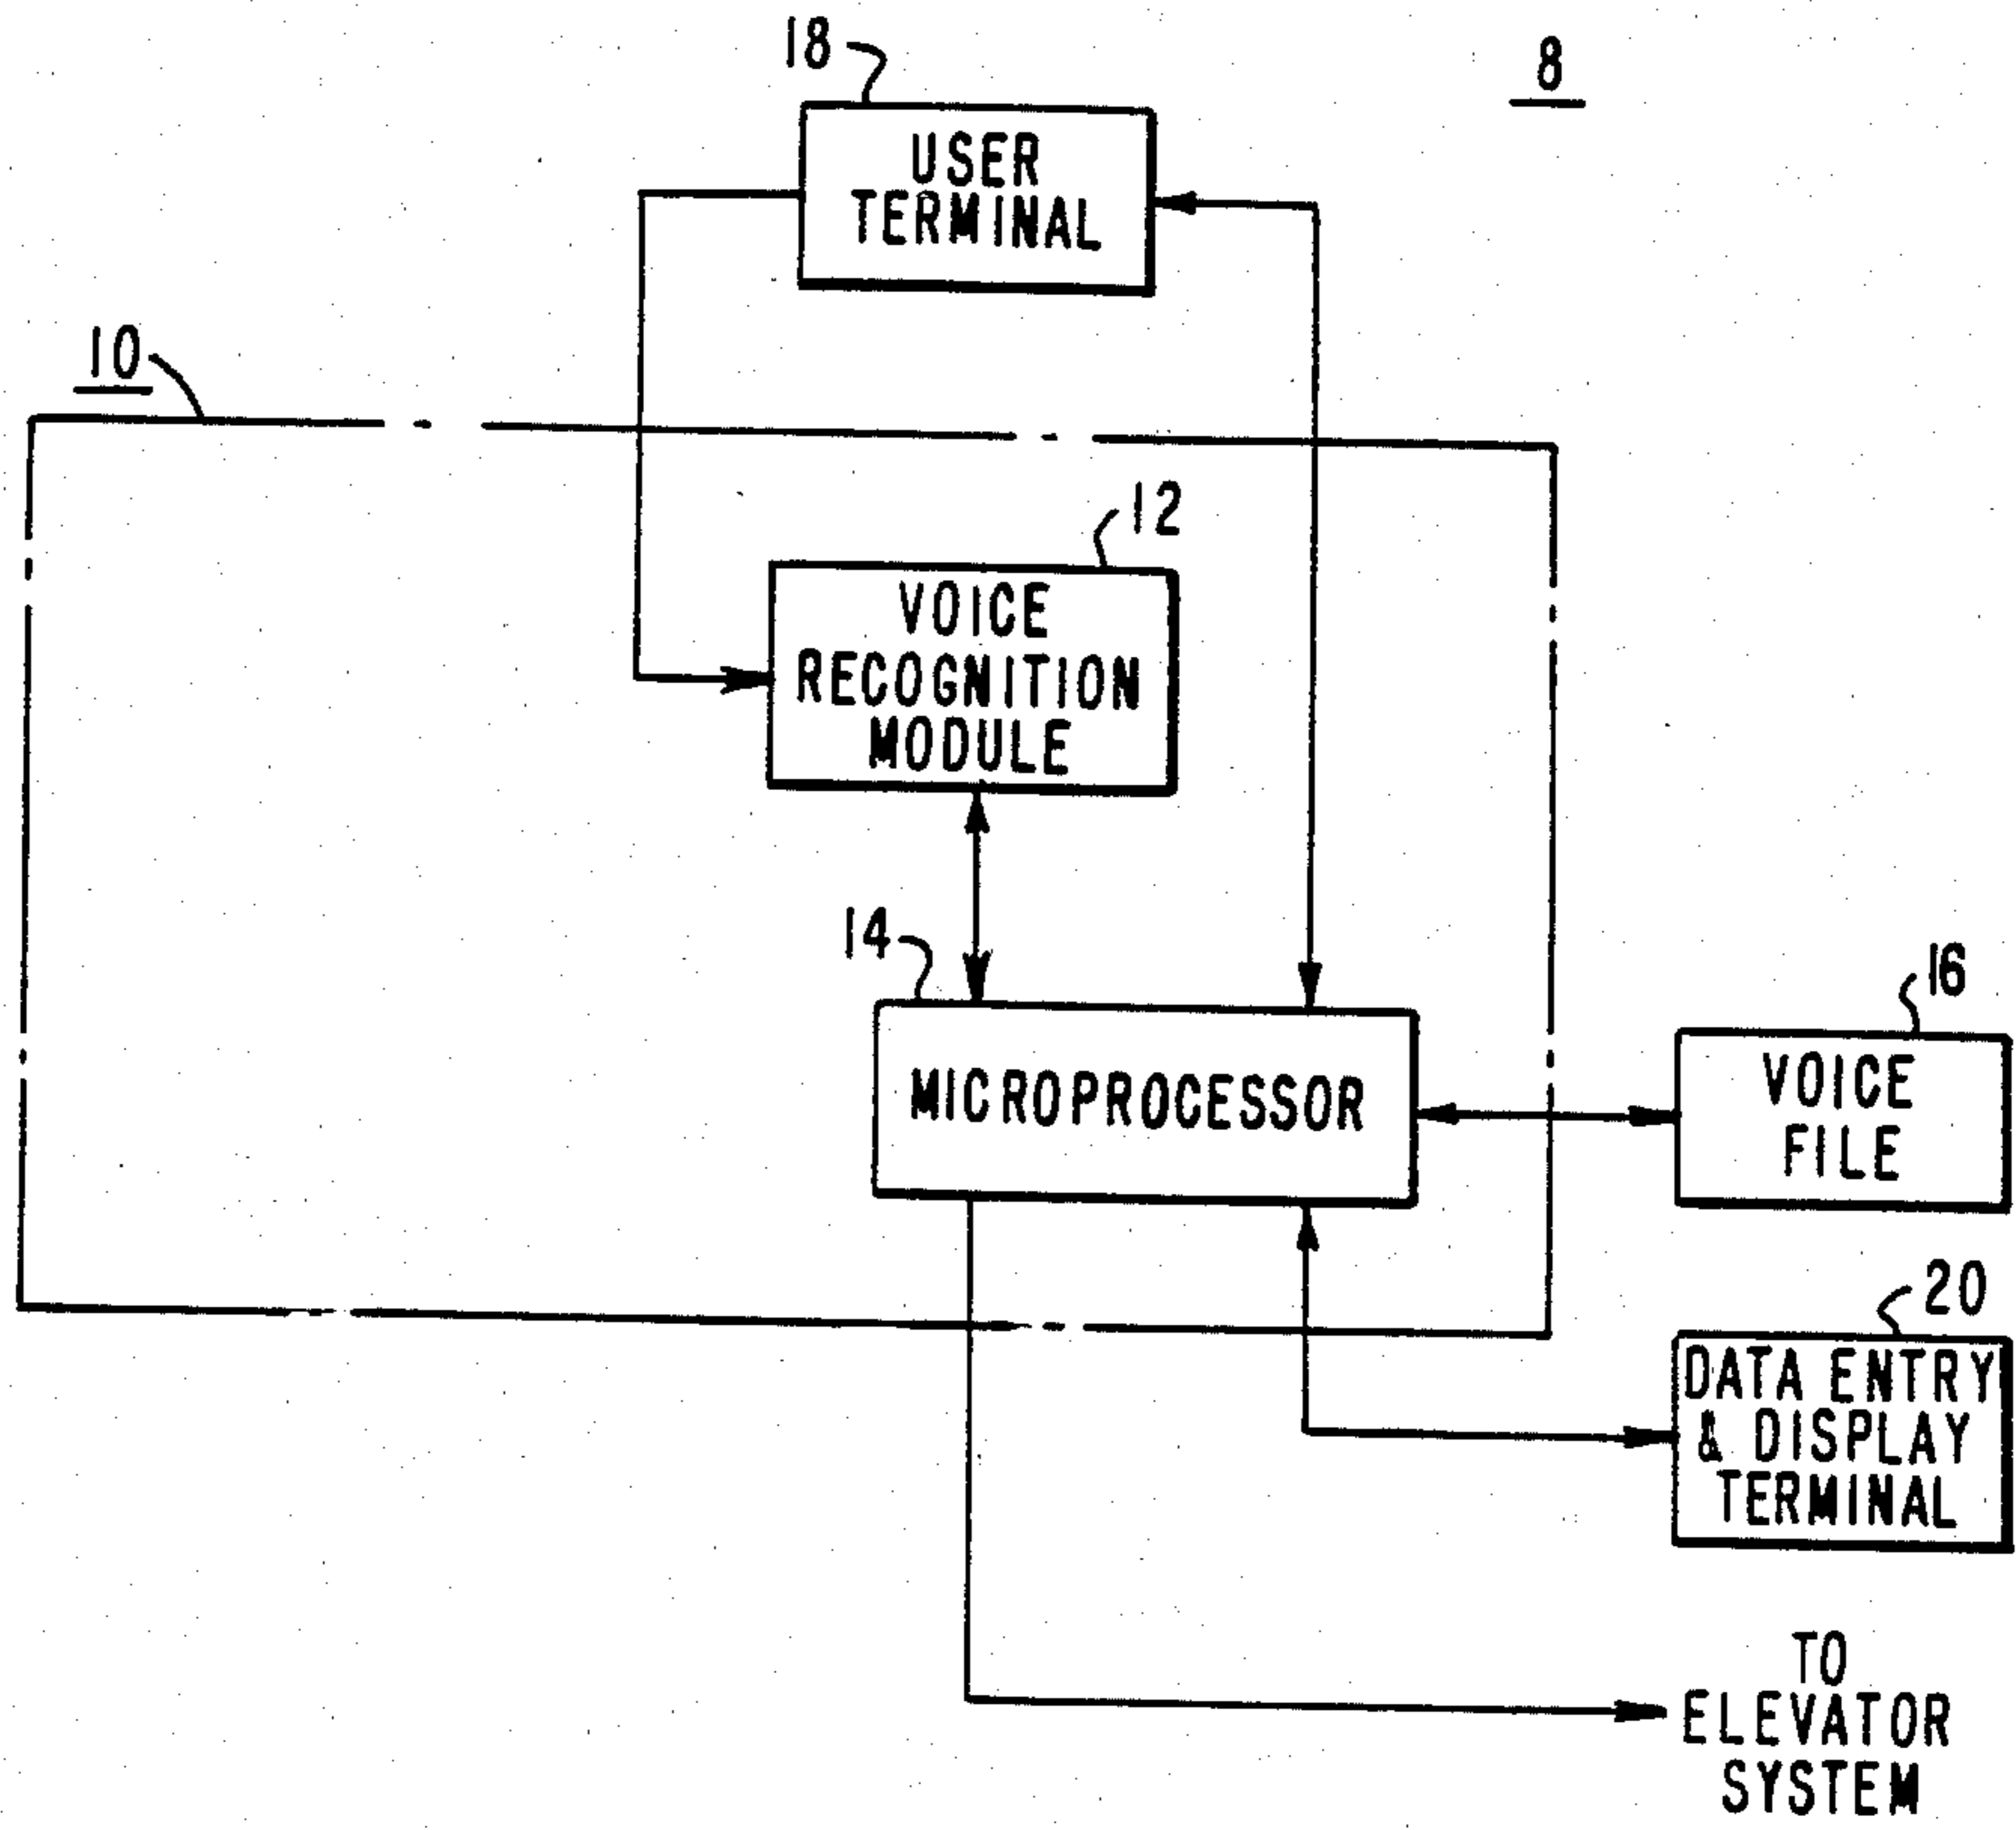 18
8
USER
TERMINAL
10
12
VOICE
RECOGNITION
MODULE
14
MICROPROCESSOR
16
VOICE
FILE
20
DATA ENTRY
& DISPLAY
TERMINAL
TO
ELEVATOR
SYSTEM